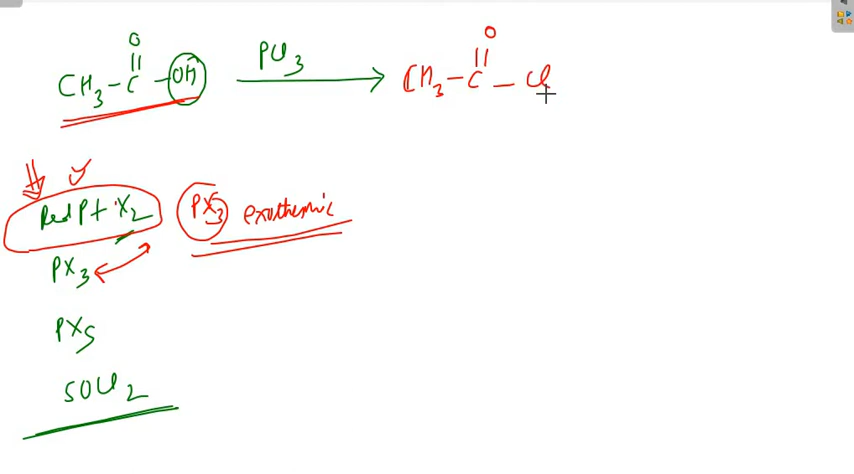 CH3-C(=O)-OH PCl3 → CH3-C(=O)-Cl
Red P + X2 PX3 exothermic
PX3
PX5
SOCl2